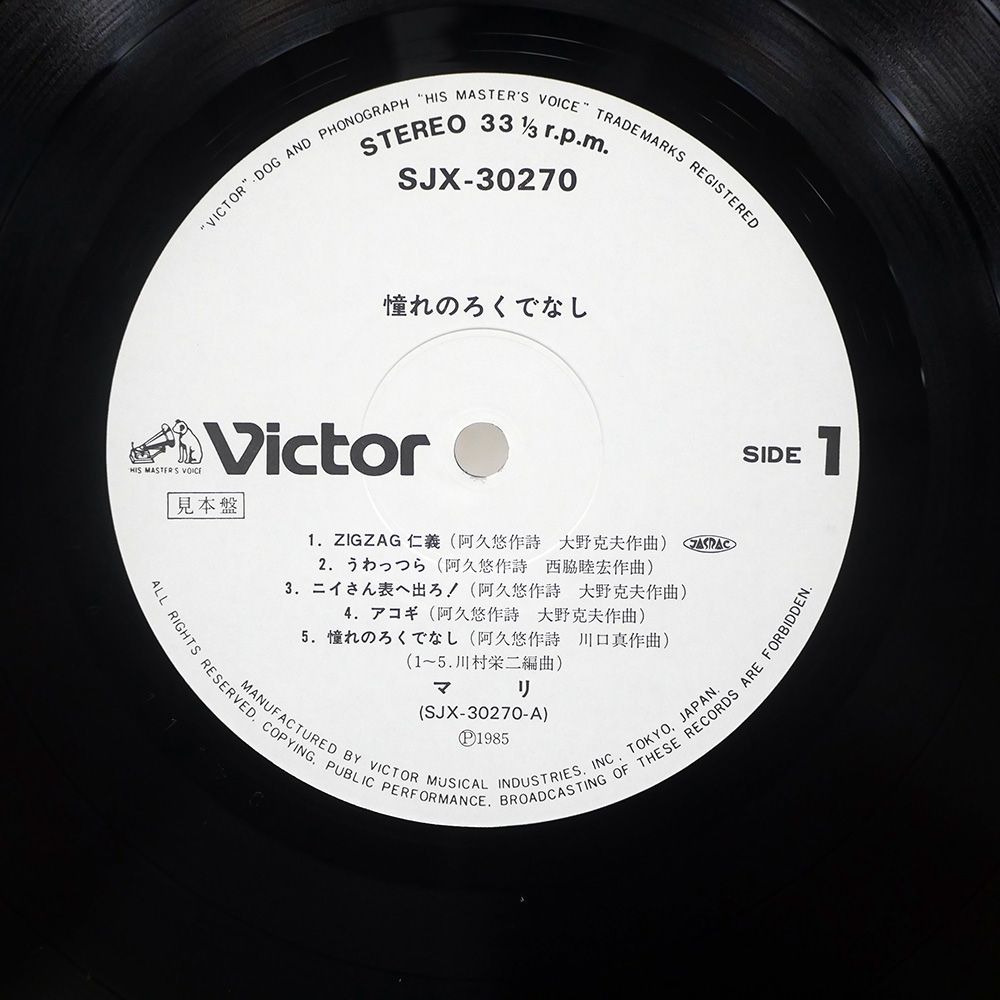 "VICTOR"·DOG AND PHONOGRAPH "HIS MASTER'S VOICE" TRADEMARKS REGISTERED
STEREO 33 ⅓ r.p.m.
SJX-30270
憧れのろくでなし
HIS MASTER'S VOICE
Victor
SIDE 1
見本盤
1. ZIGZAG 仁義 (阿久悠作詩 大野克夫作曲) JASRAC
2. うわっつら (阿久悠作詩 西脇睦宏作曲)
3. ニイさん表へ出ろ! (阿久悠作詩 大野克夫作曲)
4. アコギ (阿久悠作詩 大野克夫作曲)
5. 憧れのろくでなし (阿久悠作詩 川口真作曲)
(1~5.川村栄二編曲)
マ リ
(SJX-30270-A)
Ⓟ1985
MANUFACTURED BY VICTOR MUSICAL INDUSTRIES, INC., TOKYO, JAPAN.
ALL RIGHTS RESERVED. COPYING, PUBLIC PERFORMANCE, BROADCASTING OF THESE RECORDS ARE FORBIDDEN.